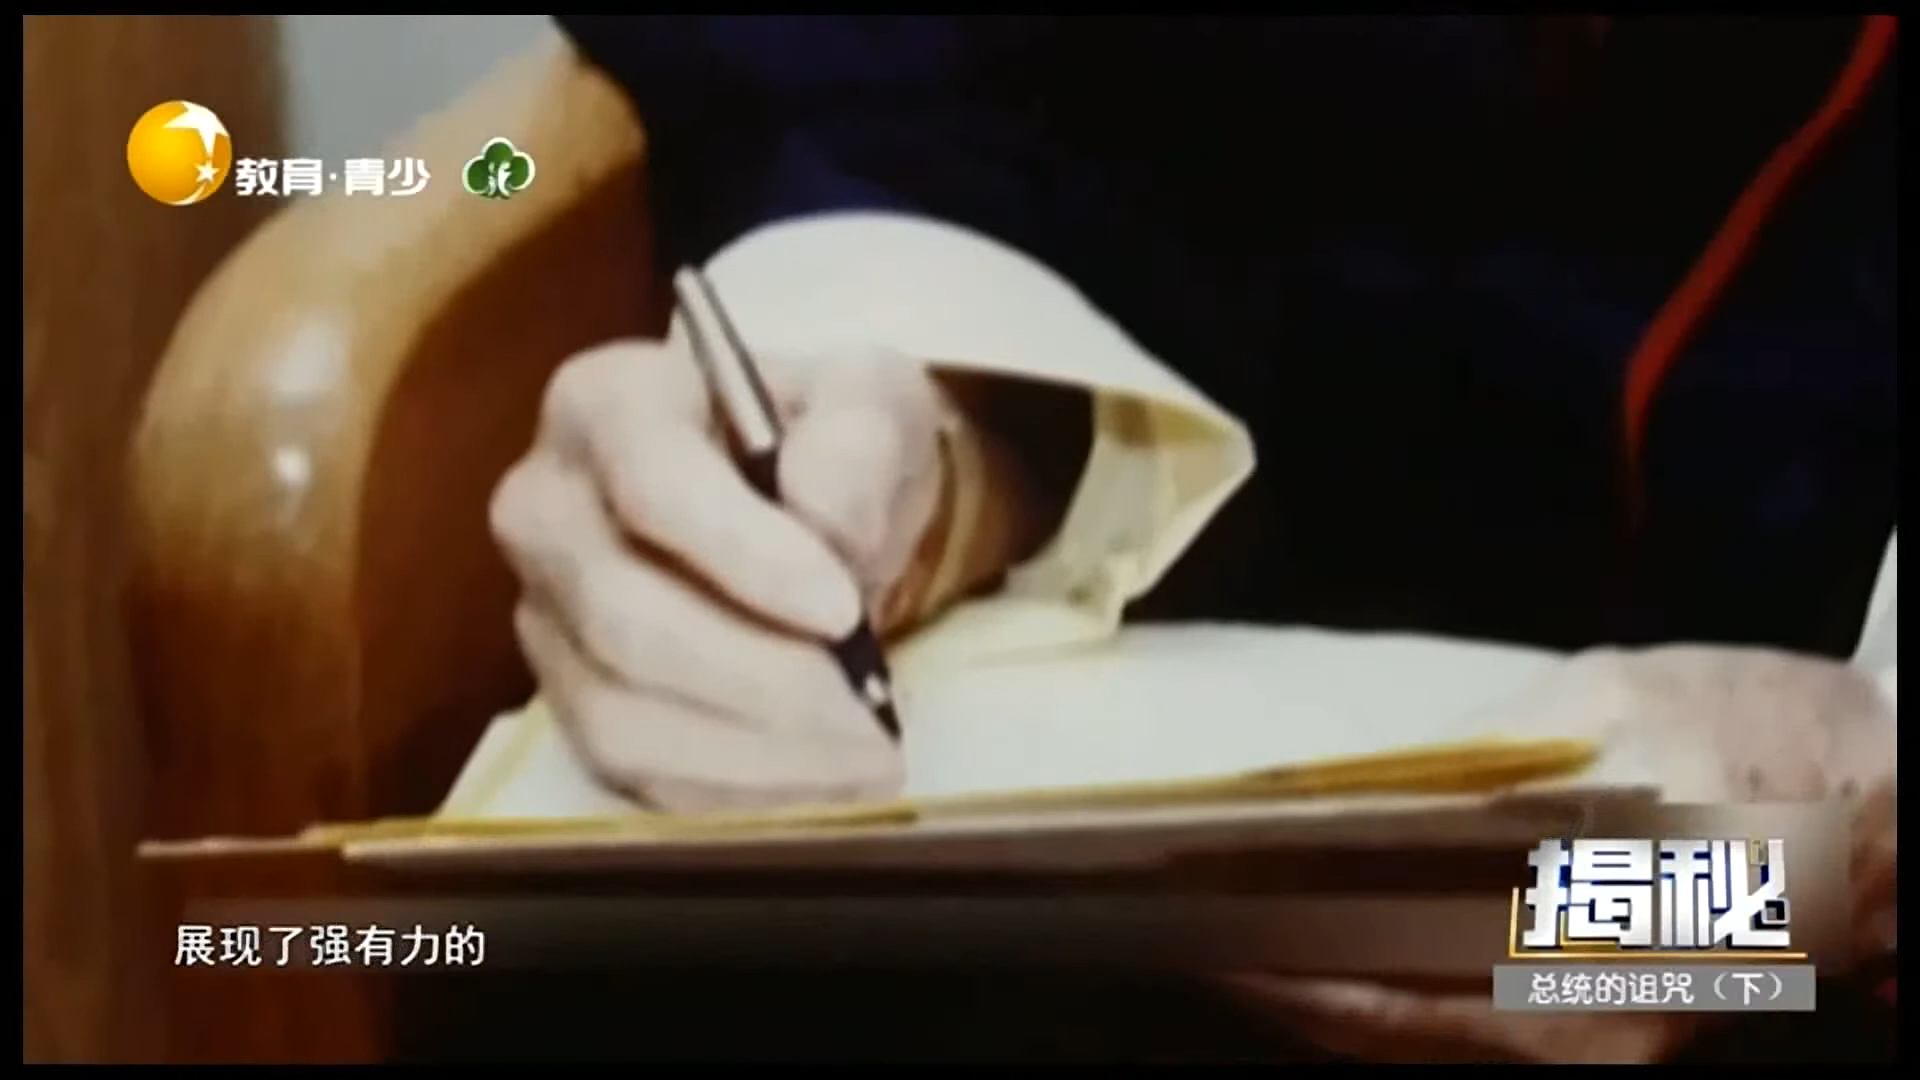 教育·青少
展现了强有力的
揭秘
总统的诅咒（下）